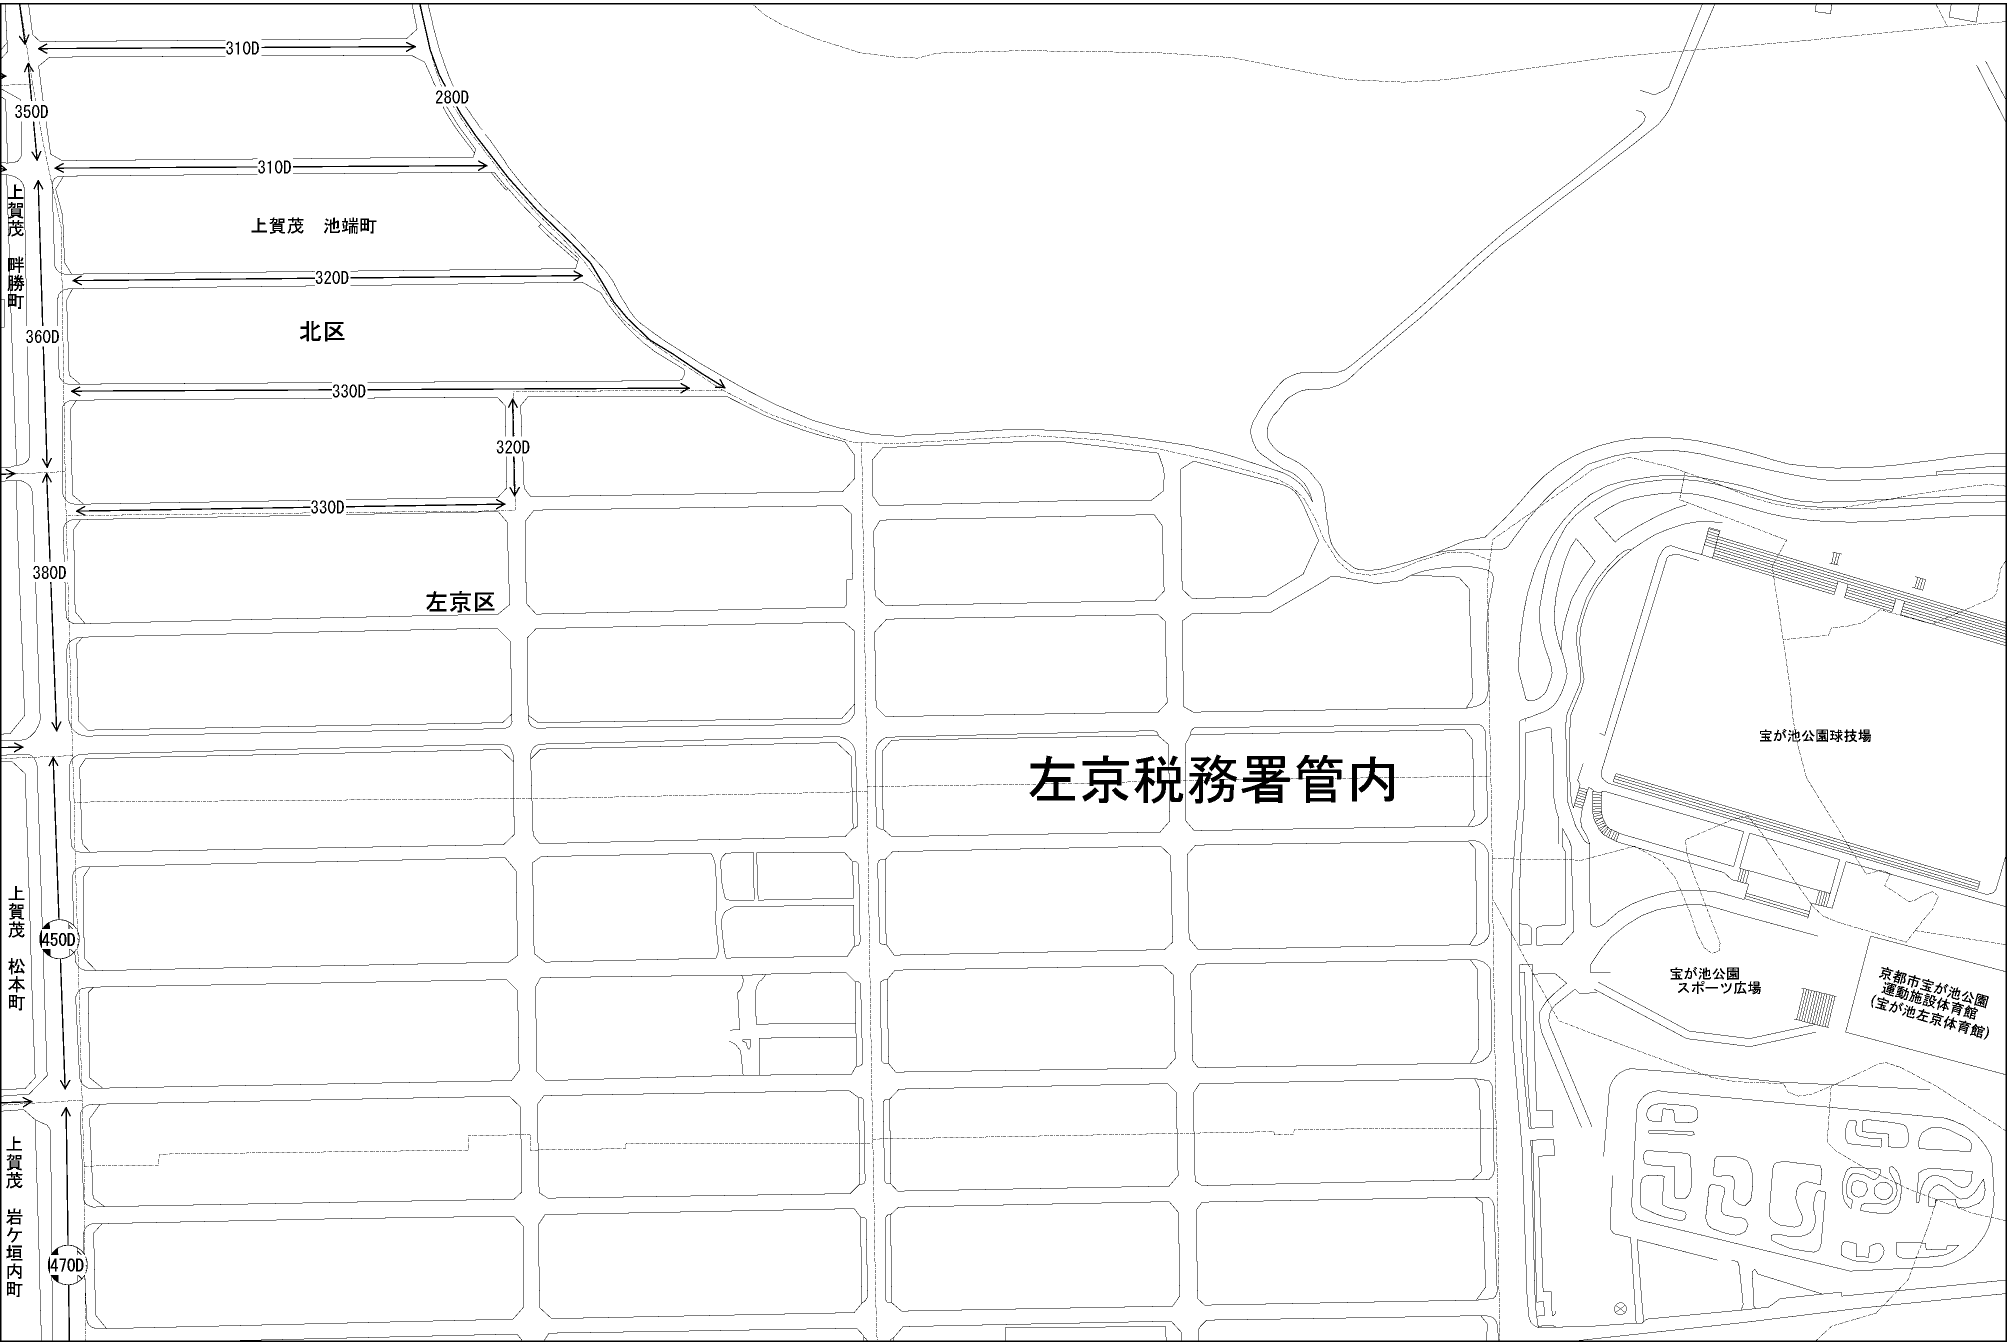 310D
280D
350D
310D
上賀茂　畔勝町
上賀茂　池端町
320D
北区
360D
330D
320D
330D
380D
左京区
宝が池公園球技場
左京税務署管内
上賀茂　松本町
450D
宝が池公園
スポーツ広場
京都市宝が池公園
運動施設体育館
(宝が池左京体育館)
上賀茂　岩ケ垣内町
470D